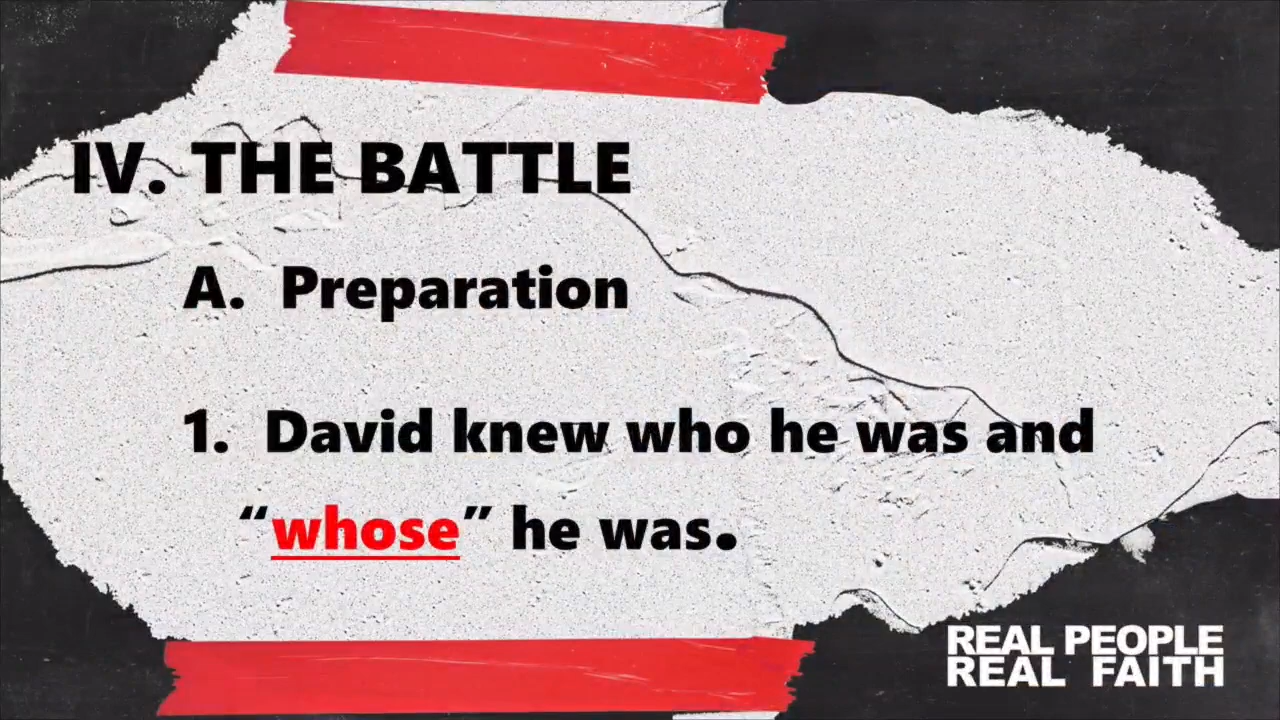 IV. THE BATTLE
A. Preparation
1. David knew who he was and
“whose” he was.
REAL PEOPLE
REAL FAITH